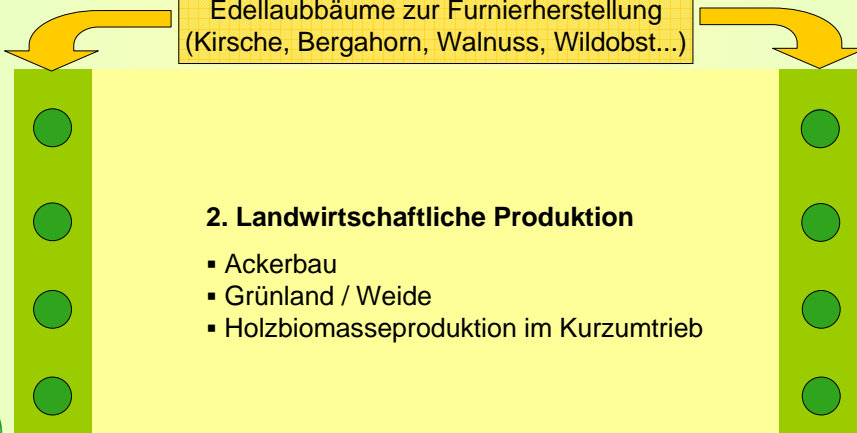 Edellaubbäume zur Furnierherstellung
(Kirsche, Bergahorn, Walnuss, Wildobst...)
2. Landwirtschaftliche Produktion
▪ Ackerbau
▪ Grünland / Weide
▪ Holzbiomasseproduktion im Kurzumtrieb